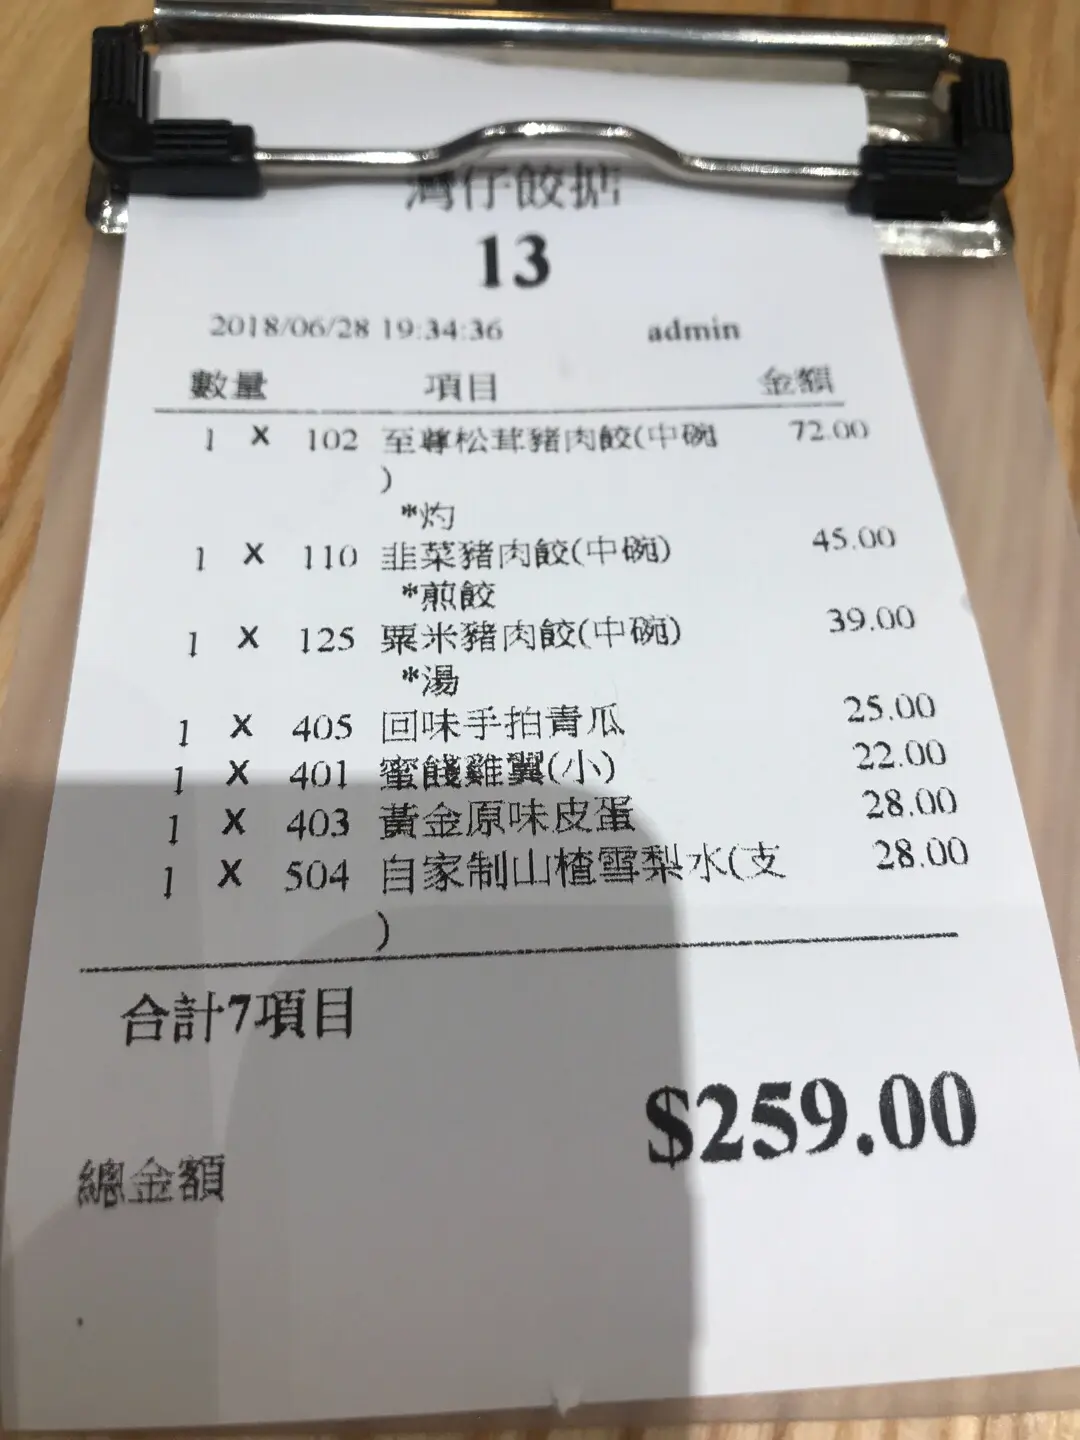 灣仔餃掂
13
2018/06/28 19:34:36 admin
數量 項目 金額
1 X 102 至尊松茸豬肉餃(中碗 72.00
)
*灼
1 X 110 韭菜豬肉餃(中碗) 45.00
*煎餃
1 X 125 粟米豬肉餃(中碗) 39.00
*湯
1 X 405 回味手拍青瓜 25.00
1 X 401 蜜餞雞翼(小) 22.00
1 X 403 黃金原味皮蛋 28.00
1 X 504 自家制山楂雪梨水(支 28.00
)
合計7項目
$259.00
總金額